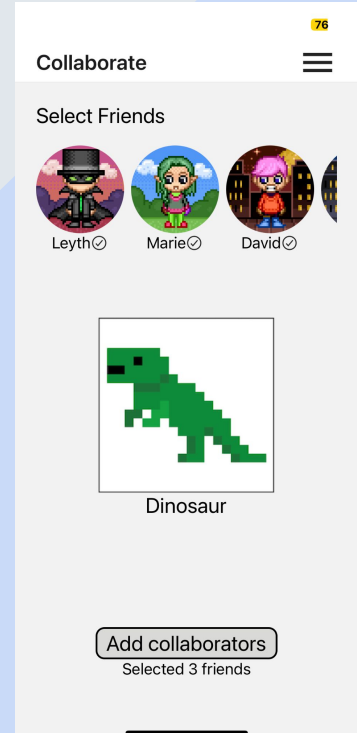 76
Collaborate
Select Friends
Leyth Marie David
Dinosaur
Add collaborators
Selected 3 friends